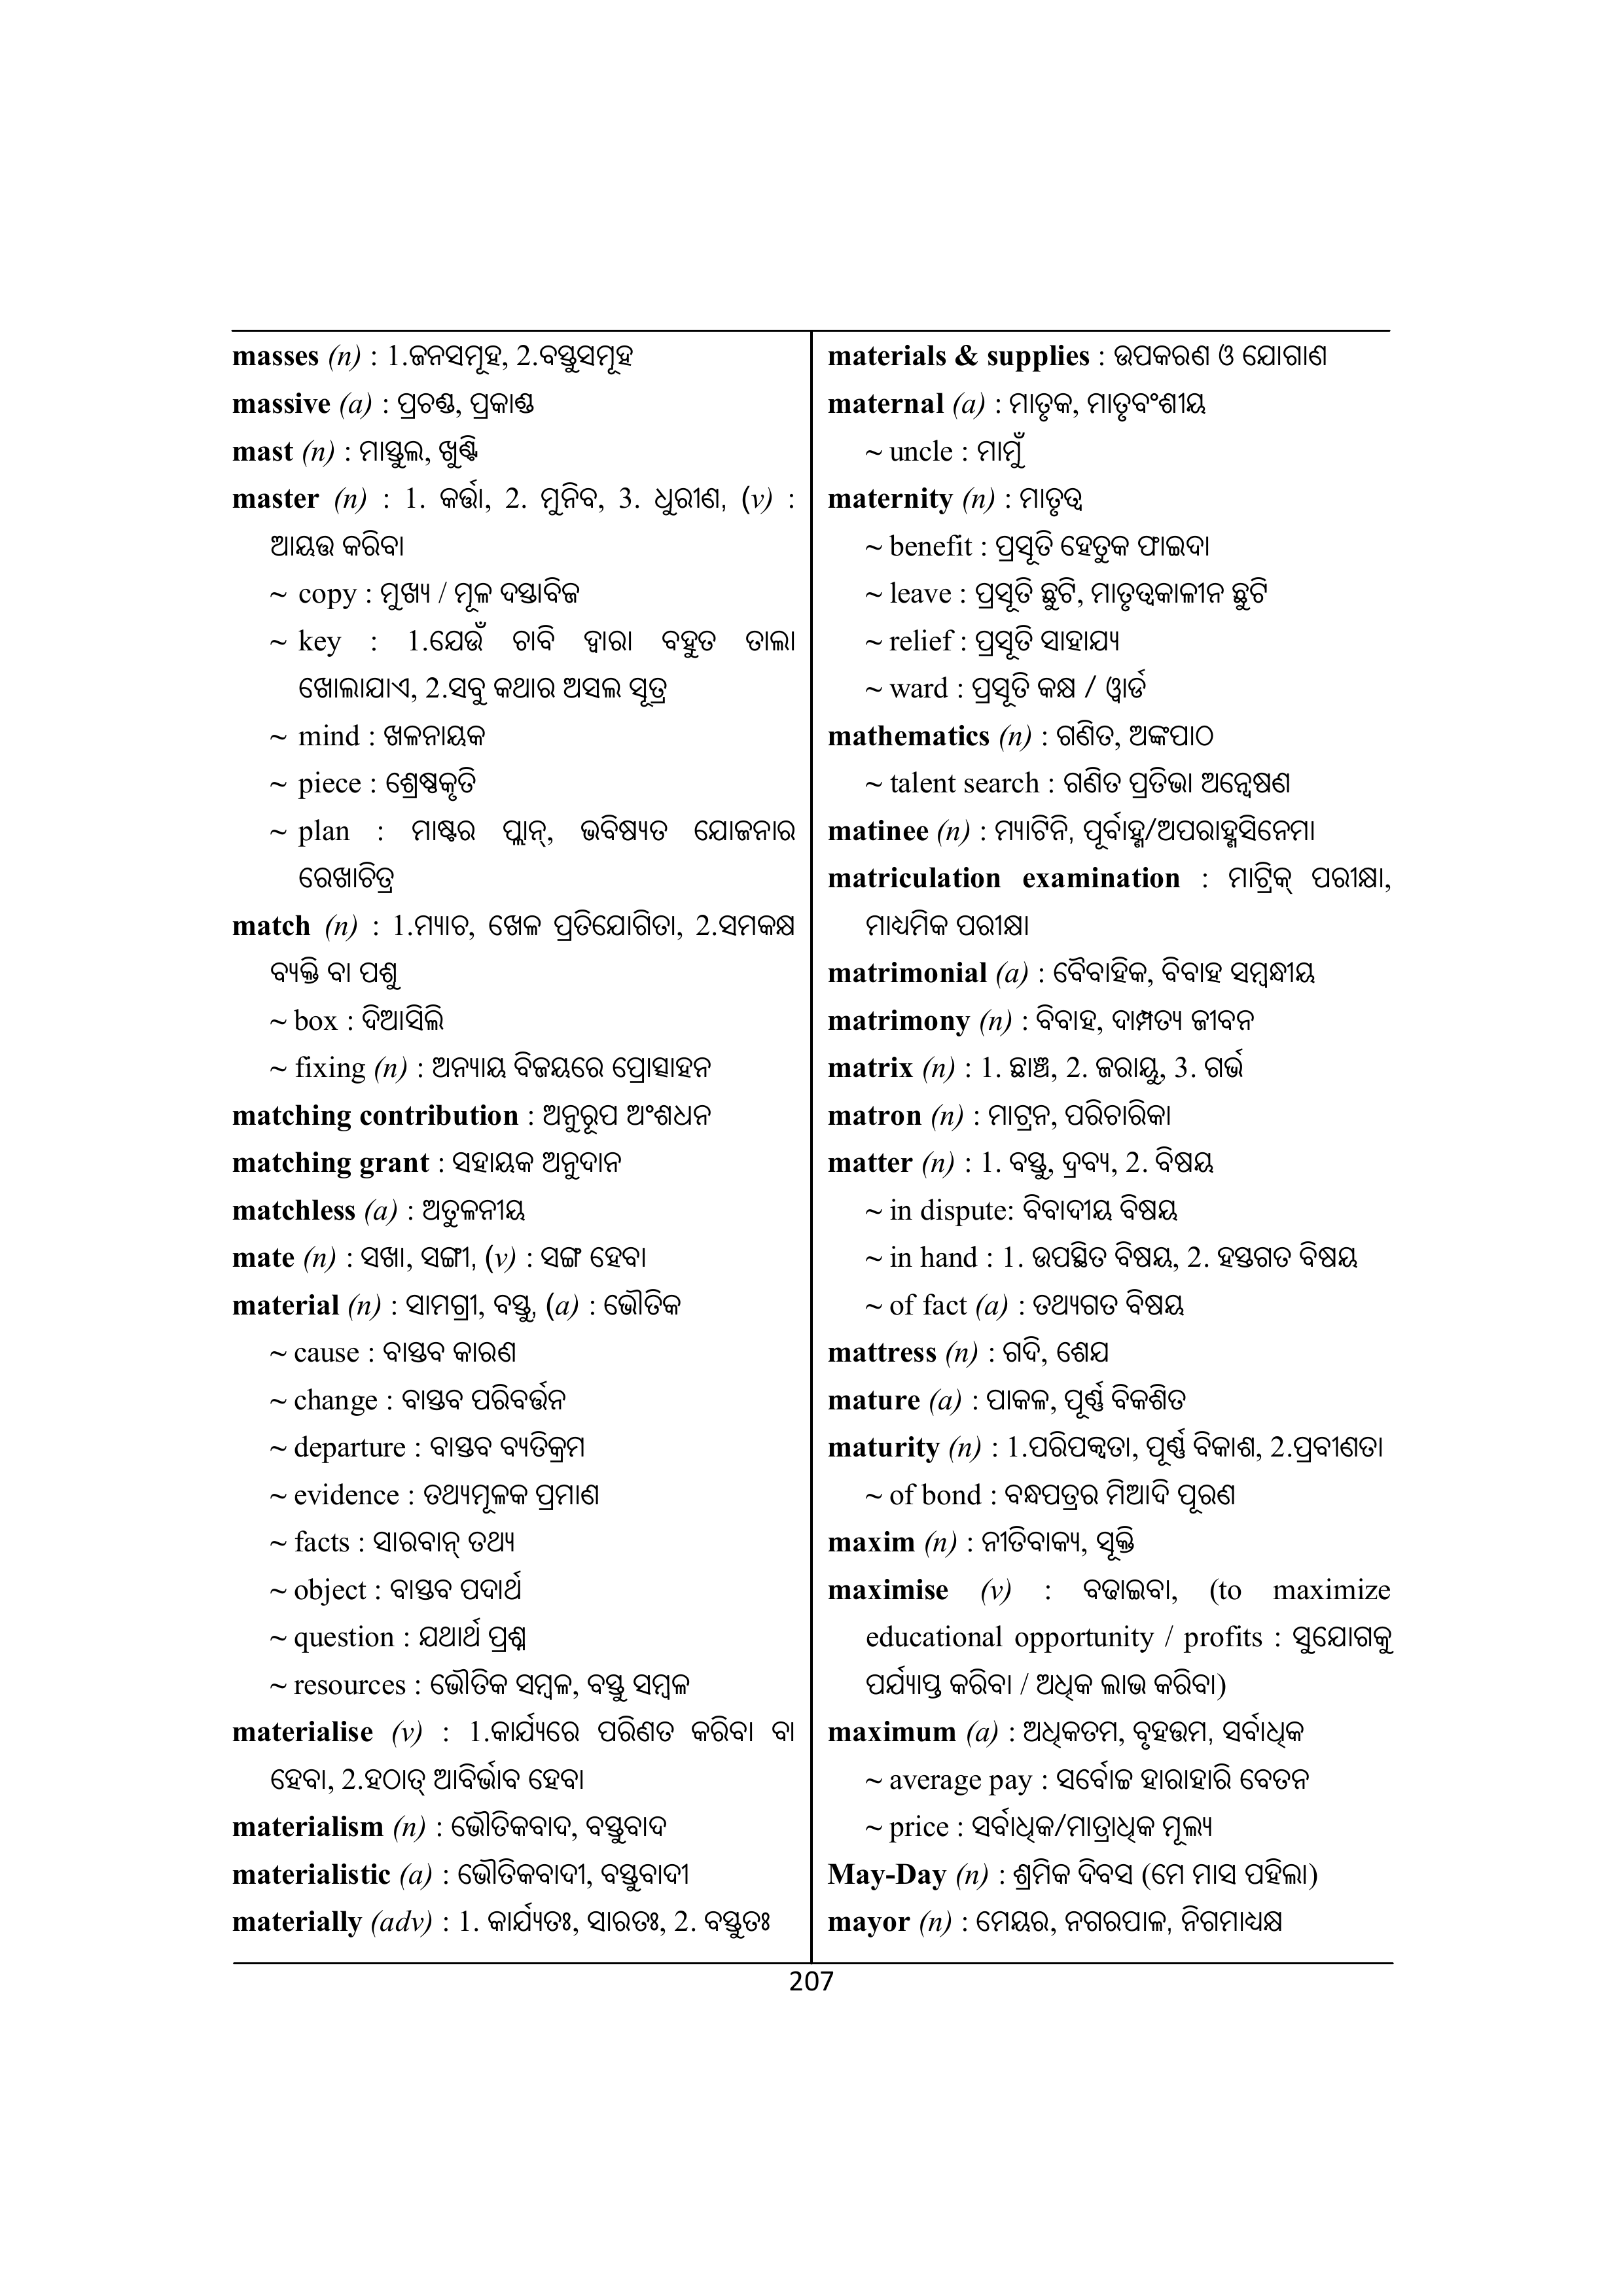 masses (n) : 1.ଜନସମୂହ, 2.ବସ୍ତୁସମୂହ
massive (a) : ପ୍ରଚଣ୍ଡ, ପ୍ରକାଣ୍ଡ
mast (n) : ମାସ୍ତୁଲ, ଖୁଣ୍ଟି
master (n) : 1. କର୍ତ୍ତା, 2. ମୁନିବ, 3. ଧୁରୀଣ, (v) :
ଆୟତ୍ତ କରିବା
~ copy : ମୁଖ୍ୟ / ମୂଳ ଦସ୍ତାବିଜ
~ key : 1.ଯେଉଁ ଚାବି ଦ୍ୱାରା ବହୁତ ତାଲା
ଖୋଲାଯାଏ, 2.ସବୁ କଥାର ଅସଲ ସୂତ୍ର
~ mind : ଖଳନାୟକ
~ piece : ଶ୍ରେଷ୍ଠକୃତି
~ plan : ମାଷ୍ଟର ପ୍ଲାନ୍, ଭବିଷ୍ୟତ ଯୋଜନାର
ରେଖାଚିତ୍ର
match (n) : 1.ମ୍ୟାଚ, ଖେଳ ପ୍ରତିଯୋଗିତା, 2.ସମକକ୍ଷ
ବ୍ୟକ୍ତି ବା ପଶୁ
~ box : ଦିଆସିଲି
~ fixing (n) : ଅନ୍ୟାୟ ବିଜୟରେ ପ୍ରୋତ୍ସାହନ
matching contribution : ଅନୁରୂପ ଅଂଶଧନ
matching grant : ସହାୟକ ଅନୁଦାନ
matchless (a) : ଅତୁଳନୀୟ
mate (n) : ସଖା, ସଙ୍ଗୀ, (v) : ସଙ୍ଗ ହେବା
material (n) : ସାମଗ୍ରୀ, ବସ୍ତୁ, (a) : ଭୌତିକ
~ cause : ବାସ୍ତବ କାରଣ
~ change : ବାସ୍ତବ ପରିବର୍ତ୍ତନ
~ departure : ବାସ୍ତବ ବ୍ୟତିକ୍ରମ
~ evidence : ତଥ୍ୟମୂଳକ ପ୍ରମାଣ
~ facts : ସାରବାନ୍ ତଥ୍ୟ
~ object : ବାସ୍ତବ ପଦାର୍ଥ
~ question : ଯଥାର୍ଥ ପ୍ରଶ୍ନ
~ resources : ଭୌତିକ ସମ୍ବଳ, ବସ୍ତୁ ସମ୍ବଳ
materialise (v) : 1.କାର୍ଯ୍ୟରେ ପରିଣତ କରିବା ବା
ହେବା, 2.ହଠାତ୍ ଆବିର୍ଭାବ ହେବା
materialism (n) : ଭୌତିକବାଦ, ବସ୍ତୁବାଦ
materialistic (a) : ଭୌତିକବାଦୀ, ବସ୍ତୁବାଦୀ
materially (adv) : 1. କାର୍ଯ୍ୟତଃ, ସାରତଃ, 2. ବସ୍ତୁତଃ
materials & supplies : ଉପକରଣ ଓ ଯୋଗାଣ
maternal (a) : ମାତୃକ, ମାତୃବଂଶୀୟ
~ uncle : ମାମୁଁ
maternity (n) : ମାତୃତ୍ୱ
~ benefit : ପ୍ରସୂତି ହେତୁକ ଫାଇଦା
~ leave : ପ୍ରସୂତି ଛୁଟି, ମାତୃତ୍ୱକାଳୀନ ଛୁଟି
~ relief : ପ୍ରସୂତି ସାହାଯ୍ୟ
~ ward : ପ୍ରସୂତି କକ୍ଷ / ୱାର୍ଡ
mathematics (n) : ଗଣିତ, ଅଙ୍କପାଠ
~ talent search : ଗଣିତ ପ୍ରତିଭା ଅନ୍ୱେଷଣ
matinee (n) : ମ୍ୟାଟିନି, ପୂର୍ବାହ୍ଣ/ଅପରାହ୍ଣସିନେମା
matriculation examination : ମାଟ୍ରିକ୍ ପରୀକ୍ଷା,
ମାଧ୍ୟମିକ ପରୀକ୍ଷା
matrimonial (a) : ବୈବାହିକ, ବିବାହ ସମ୍ବନ୍ଧୀୟ
matrimony (n) : ବିବାହ, ଦାମ୍ପତ୍ୟ ଜୀବନ
matrix (n) : 1. ଛାଞ୍ଚ, 2. ଜରାୟୁ, 3. ଗର୍ଭ
matron (n) : ମାଟ୍ରନ, ପରିଚାରିକା
matter (n) : 1. ବସ୍ତୁ, ଦ୍ରବ୍ୟ, 2. ବିଷୟ
~ in dispute: ବିବାଦୀୟ ବିଷୟ
~ in hand : 1. ଉପସ୍ଥିତ ବିଷୟ, 2. ହସ୍ତଗତ ବିଷୟ
~ of fact (a) : ତଥ୍ୟଗତ ବିଷୟ
mattress (n) : ଗଦି, ଶେଯ
mature (a) : ପାକଳ, ପୂର୍ଣ୍ଣ ବିକଶିତ
maturity (n) : 1.ପରିପକ୍ୱତା, ପୂର୍ଣ୍ଣ ବିକାଶ, 2.ପ୍ରବୀଣତା
~ of bond : ବନ୍ଧପତ୍ରର ମିଆଦି ପୂରଣ
maxim (n) : ନୀତିବାକ୍ୟ, ସୂକ୍ତି
maximise (v) : ବଢାଇବା, (to maximize
educational opportunity / profits : ସୁଯୋଗକୁ
ପର୍ଯ୍ୟାପ୍ତ କରିବା / ଅଧିକ ଲାଭ କରିବା)
maximum (a) : ଅଧିକତମ, ବୃହତ୍ତମ, ସର୍ବାଧିକ
~ average pay : ସର୍ବୋଚ୍ଚ ହାରାହାରି ବେତନ
~ price : ସର୍ବାଧିକ/ମାତ୍ରାଧିକ ମୂଲ୍ୟ
May-Day (n) : ଶ୍ରମିକ ଦିବସ (ମେ ମାସ ପହିଲା)
mayor (n) : ମେୟର, ନଗରପାଳ, ନିଗମାଧ୍ୟକ୍ଷ
207